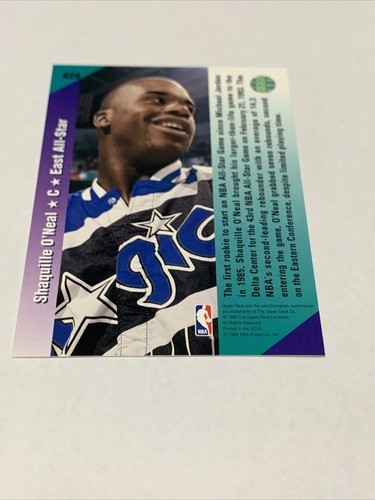 424
Shaquille O'Neal ★ C ★ East All-Star
agic
NBA
The first rookie to start an NBA All-Star Game since Michael Jordan
in 1985, Shaquille O'Neal brought his larger-than-life game to the
Delta Center for the 43rd NBA All-Star Game on February 21, 1993. The
NBA's second-leading rebounder with an average of 14.3
entering the game, O'Neal grabbed seven rebounds, second
on the Eastern Conference, despite limited playing time.
Upper Deck and the card/hologram combination
are trademarks of The Upper Deck Co.
© 1993 The Upper Deck Company.
All Rights Reserved.
Printed in the U.S.A.
© 1993 NBA Properties, Inc.